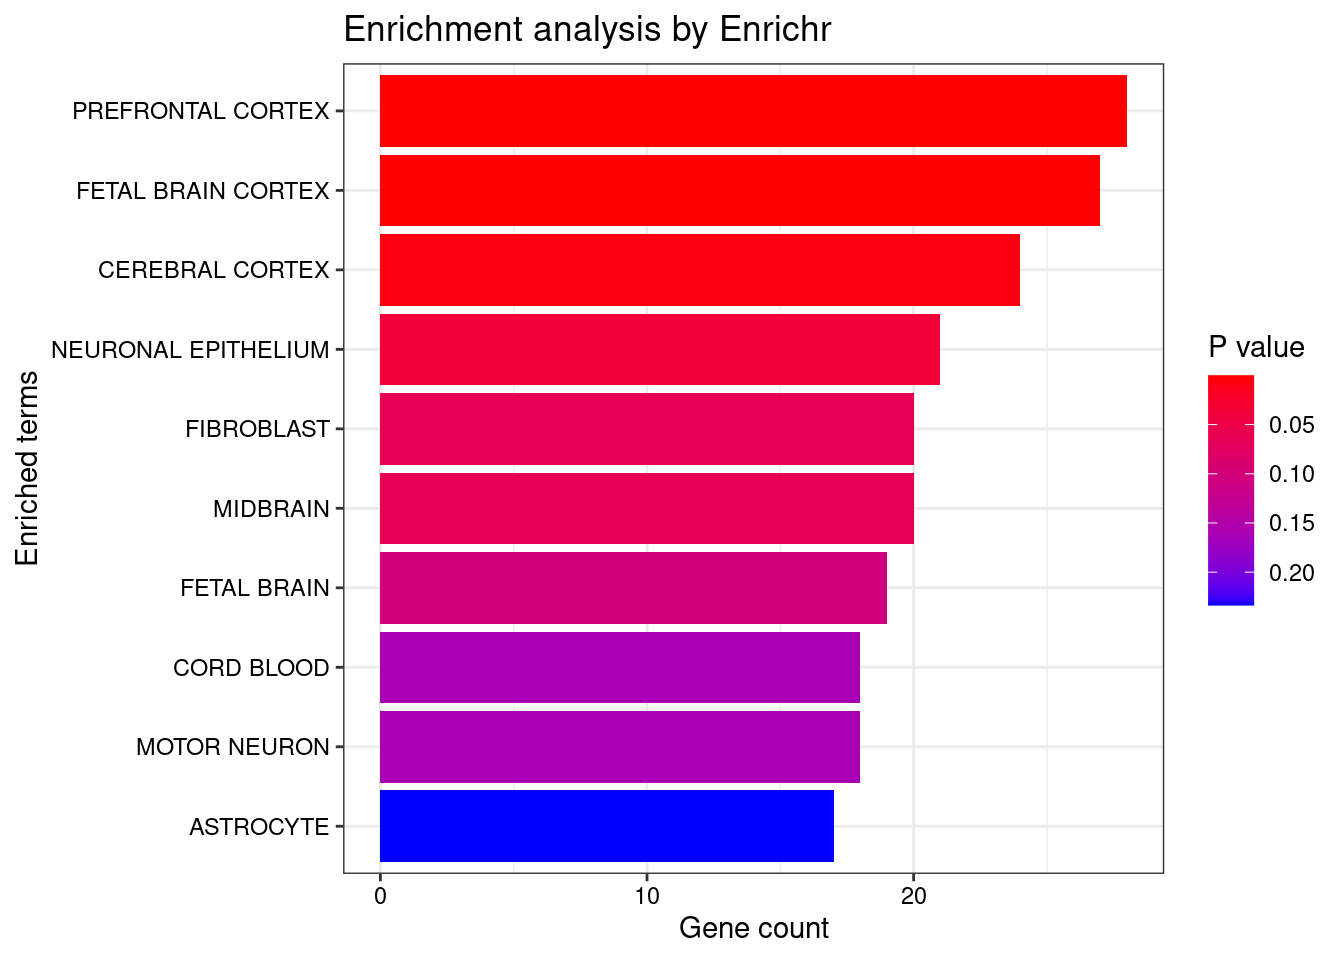 Enrichment analysis by Enrichr
PREFRONTAL CORTEX
FETAL BRAIN CORTEX
CEREBRAL CORTEX
NEURONAL EPITHELIUM
FIBROBLAST
MIDBRAIN
FETAL BRAIN
CORD BLOOD
MOTOR NEURON
ASTROCYTE
Enriched terms
0 10 20
Gene count
P value
0.05
0.10
0.15
0.20